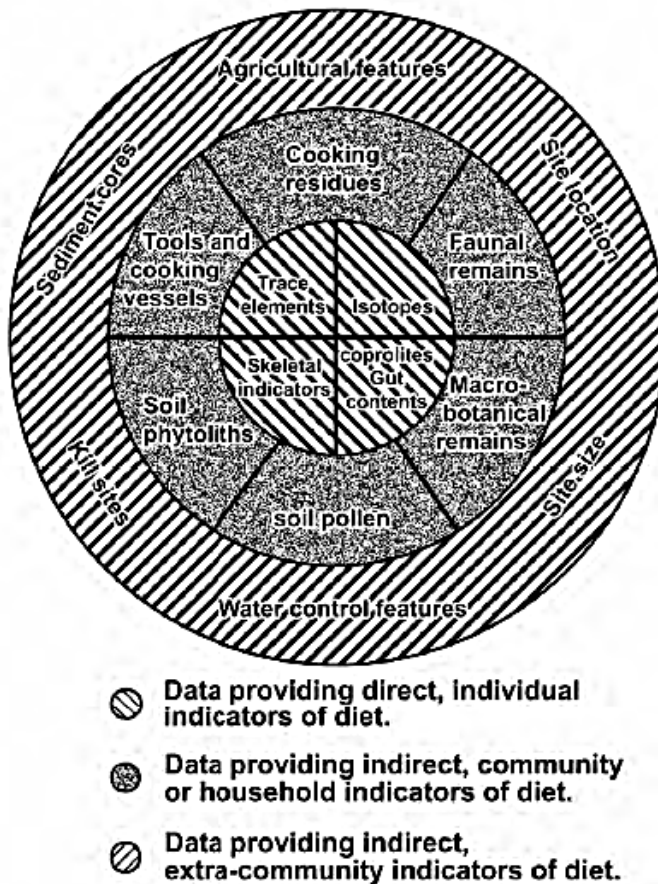 Agricultural features
Sediment cores
Site location
Cooking
residues
Tools and
cooking
vessels
Faunal
remains
Trace
elements
Isotopes
Skeletal
indicators
coprolites
Gut
contents
Soil
phytoliths
Macro-
botanical
remains
soil pollen
Kill sites
Site size
Water control features
Data providing direct, individual
indicators of diet.
Data providing indirect, community
or household indicators of diet.
Data providing indirect,
extra-community indicators of diet.